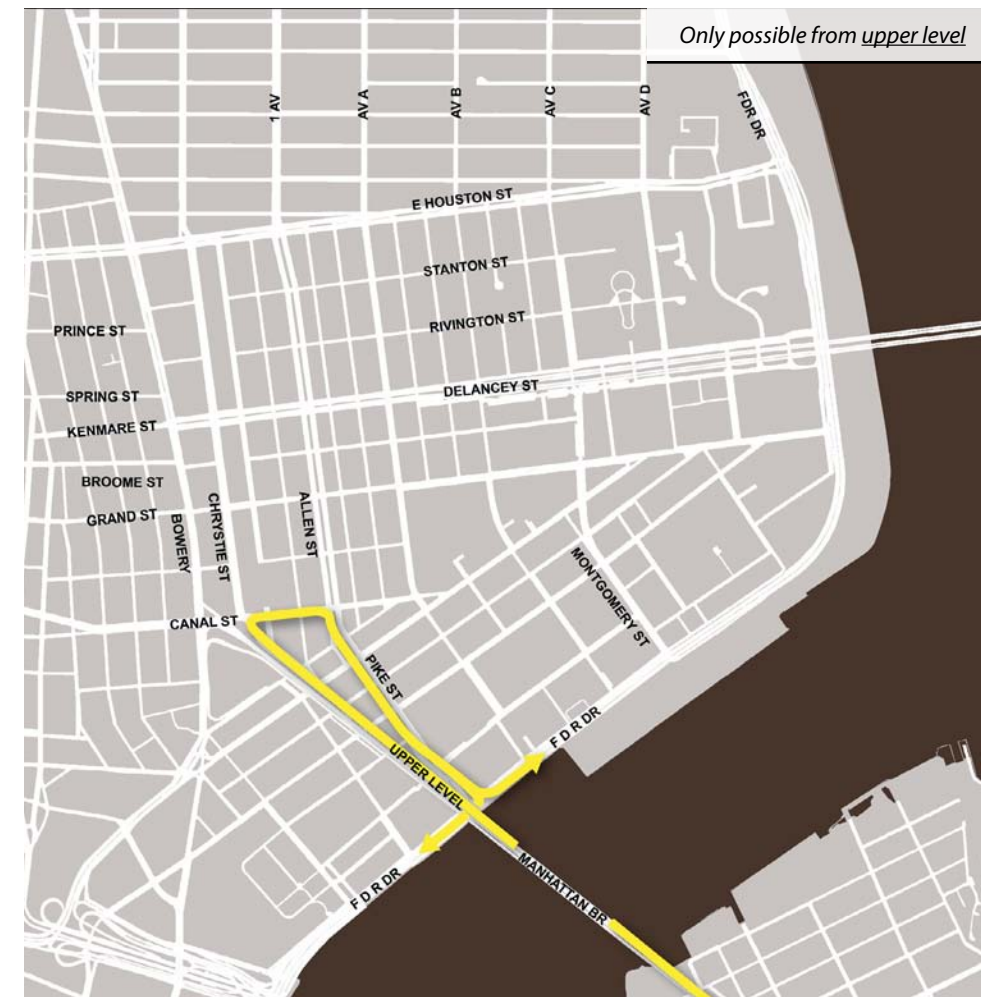 Only possible from upper level
1 AV
AV A
AV B
AV C
AV D
FDR DR
E HOUSTON ST
STANTON ST
RIVINGTON ST
PRINCE ST
DELANCEY ST
SPRING ST
KENMARE ST
BROOME ST
GRAND ST
BOWERY
CHRYSTIE ST
ALLEN ST
MONTGOMERY ST
CANAL ST
PIKE ST
F D R DR
UPPER LEVEL
MANHATTAN BR
F D R DR